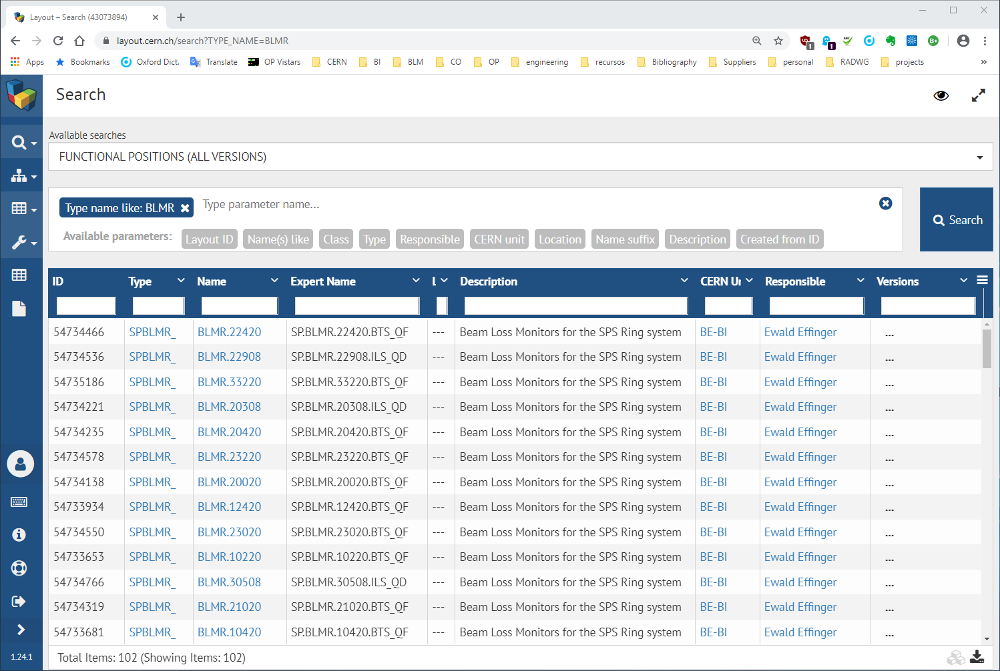 Layout – Search (43073894)
layout.cern.ch/search?TYPE_NAME=BLMR
Apps Bookmarks Oxford Dict. Translate OP Vistars CERN BI BLM CO OP engineering recursos Bibliography Suppliers personal RADWG projects »
Search
Available searches
FUNCTIONAL POSITIONS (ALL VERSIONS)
Type name like: BLMR Type parameter name...
Search
Available parameters: Layout ID Name(s) like Class Type Responsible CERN unit Location Name suffix Description Created from ID
ID Type Name Expert Name Description CERN Responsible Versions
54734466 SPBLMR_ BLMR.22420 SP.BLMR.22420.BTS_QF --- Beam Loss Monitors for the SPS Ring system BE-BI Ewald Effinger ...
54734536 SPBLMR_ BLMR.22908 SP.BLMR.22908.ILS_QD --- Beam Loss Monitors for the SPS Ring system BE-BI Ewald Effinger ...
54735186 SPBLMR_ BLMR.33220 SP.BLMR.33220.BTS_QF --- Beam Loss Monitors for the SPS Ring system BE-BI Ewald Effinger ...
54734221 SPBLMR_ BLMR.20308 SP.BLMR.20308.ILS_QD --- Beam Loss Monitors for the SPS Ring system BE-BI Ewald Effinger ...
54734235 SPBLMR_ BLMR.20420 SP.BLMR.20420.BTS_QF --- Beam Loss Monitors for the SPS Ring system BE-BI Ewald Effinger ...
54734578 SPBLMR_ BLMR.23220 SP.BLMR.23220.BTS_QF --- Beam Loss Monitors for the SPS Ring system BE-BI Ewald Effinger ...
54734138 SPBLMR_ BLMR.20020 SP.BLMR.20020.BTS_QF --- Beam Loss Monitors for the SPS Ring system BE-BI Ewald Effinger ...
54733934 SPBLMR_ BLMR.12420 SP.BLMR.12420.BTS_QF --- Beam Loss Monitors for the SPS Ring system BE-BI Ewald Effinger ...
54734550 SPBLMR_ BLMR.23020 SP.BLMR.23020.BTS_QF --- Beam Loss Monitors for the SPS Ring system BE-BI Ewald Effinger ...
54733653 SPBLMR_ BLMR.10220 SP.BLMR.10220.BTS_QF --- Beam Loss Monitors for the SPS Ring system BE-BI Ewald Effinger ...
54734766 SPBLMR_ BLMR.30508 SP.BLMR.30508.ILS_QD --- Beam Loss Monitors for the SPS Ring system BE-BI Ewald Effinger ...
54734319 SPBLMR_ BLMR.21020 SP.BLMR.21020.BTS_QF --- Beam Loss Monitors for the SPS Ring system BE-BI Ewald Effinger ...
54733681 SPBLMR_ BLMR.10420 SP.BLMR.10420.BTS_QF --- Beam Loss Monitors for the SPS Ring system BE-BI Ewald Effinger ...
1.24.1 Total Items: 102 (Showing Items: 102)